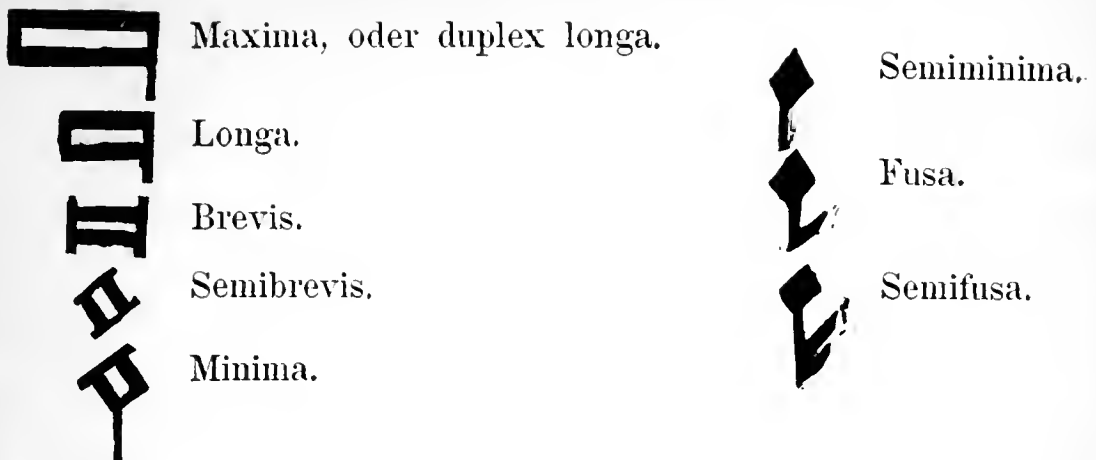 Maxima, oder duplex longa.
Longa.
Brevis.
Semibrevis.
Minima.
Semiminima.
Fusa.
Semifusa.